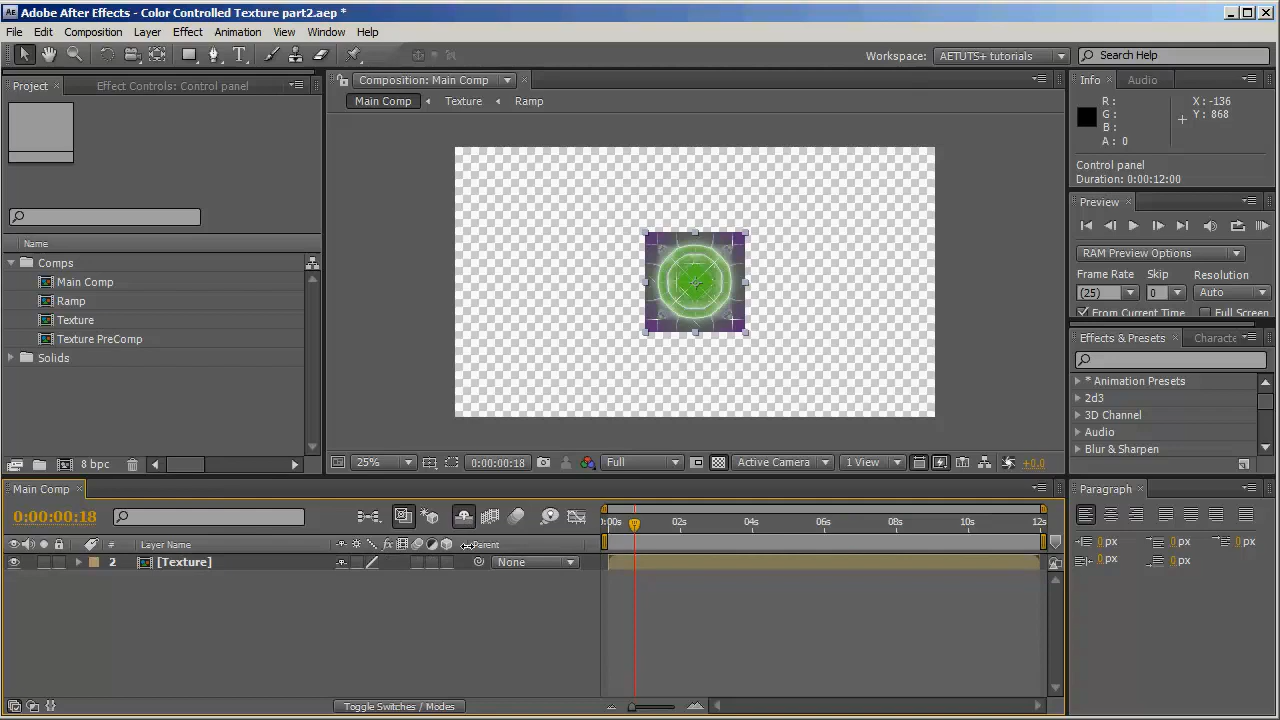 Adobe After Effects - Color Controlled Texture part2.aep *
File Edit Composition Layer Effect Animation View Window Help
Workspace: AETUTS+ tutorials Search Help
Project Effect Controls: Control panel
Composition: Main Comp
Info Audio
Main Comp Texture Ramp
R :
G :
B :
A : 0
X : -136
Y : 868
Control panel
Duration: 0:00:12:00
Preview
RAM Preview Options
Frame Rate Skip Resolution
(25) 0 Auto
From Current Time Full Screen
Effects & Presets Characte
* Animation Presets
2d3
3D Channel
Audio
Blur & Sharpen
Name
Comps
Main Comp
Ramp
Texture
Texture PreComp
Solids
8 bpc
25% 0:00:00:18 Full Active Camera 1 View +0.0
Main Comp
0:00:00:18
# Layer Name fx Parent
:00s 02s 04s 06s 08s 10s 12s
2 [Texture] None
Toggle Switches / Modes
Paragraph
0 px 0 px 0 px
0 px 0 px